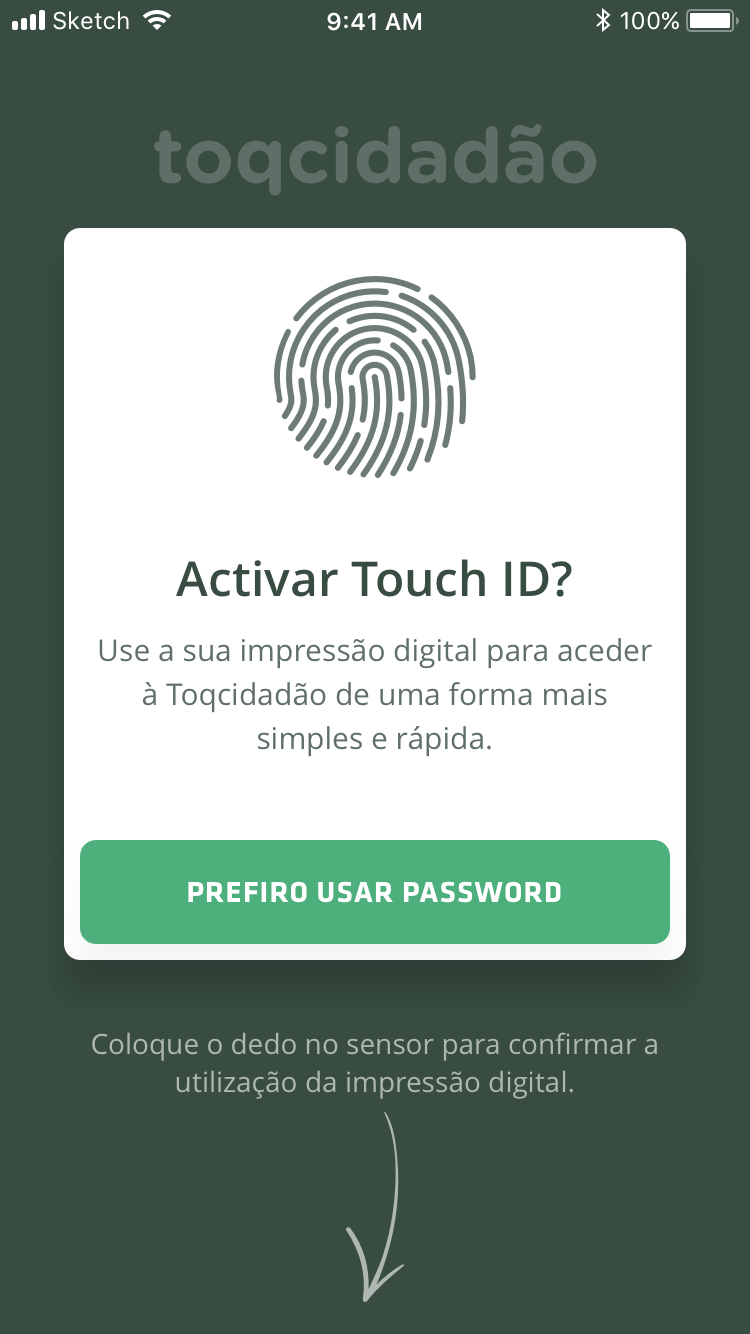 Sketch 9:41 AM 100%
toqcidadão
Activar Touch ID?
Use a sua impressão digital para aceder
à Toqcidadão de uma forma mais
simples e rápida.
PREFIRO USAR PASSWORD
Coloque o dedo no sensor para confirmar a
utilização da impressão digital.